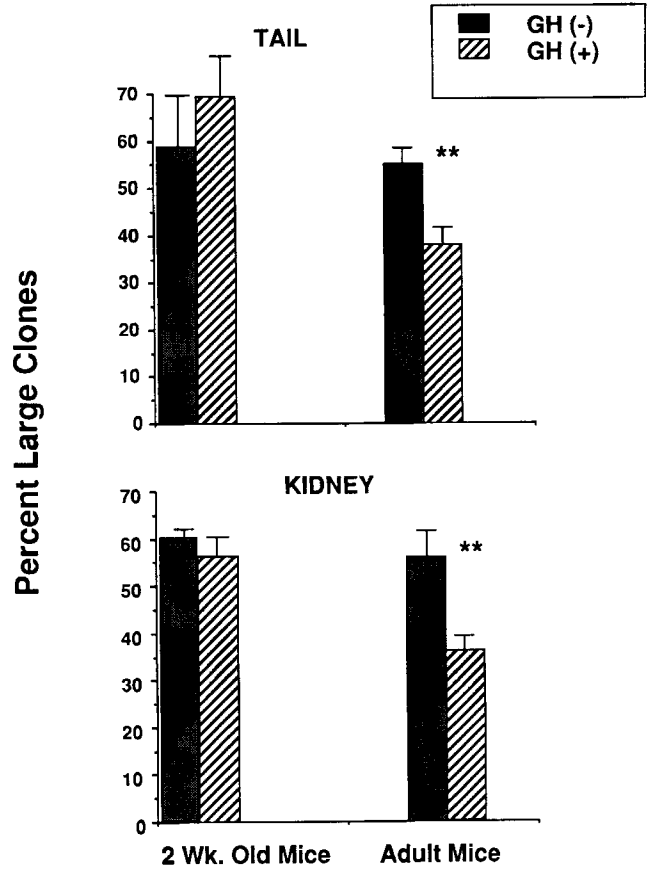 GH (-)
GH (+)
TAIL
70
60
50
40
30
20
10
0
**
Percent Large Clones
KIDNEY
70
60
50
40
30
20
10
0
**
2 Wk. Old Mice
Adult Mice